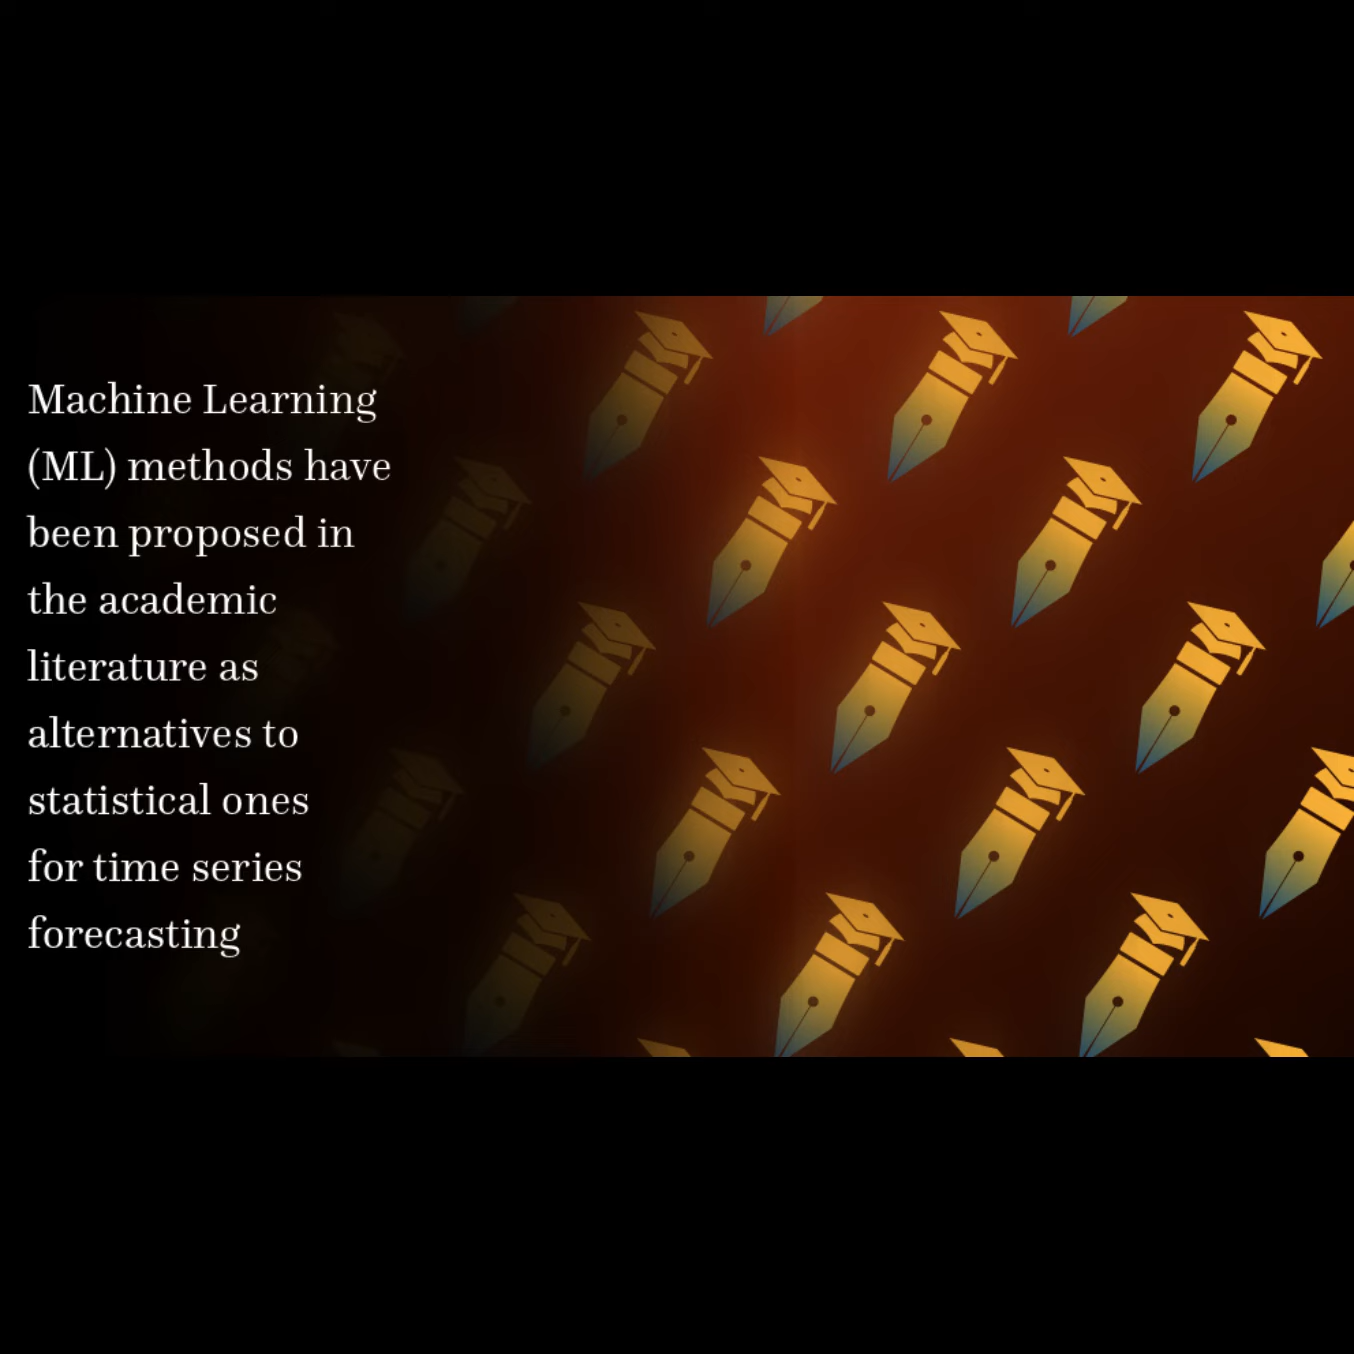 Machine Learning
(ML) methods have
been proposed in
the academic
literature as
alternatives to
statistical ones
for time series
forecasting